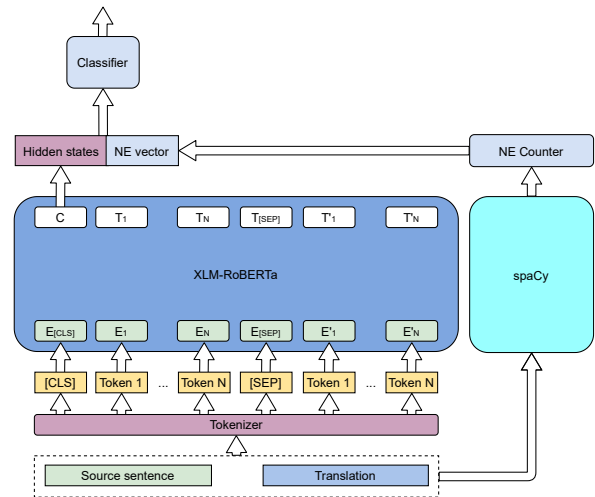 Classifier
Hidden states NE vector NE Counter
C T1 TN T[SEP] T'1 T'N
XLM-RoBERTa spaCy
E[CLS] E1 EN E[SEP] E'1 E'N
[CLS] Token 1 ... Token N [SEP] Token 1 ... Token N
Tokenizer
Source sentence Translation